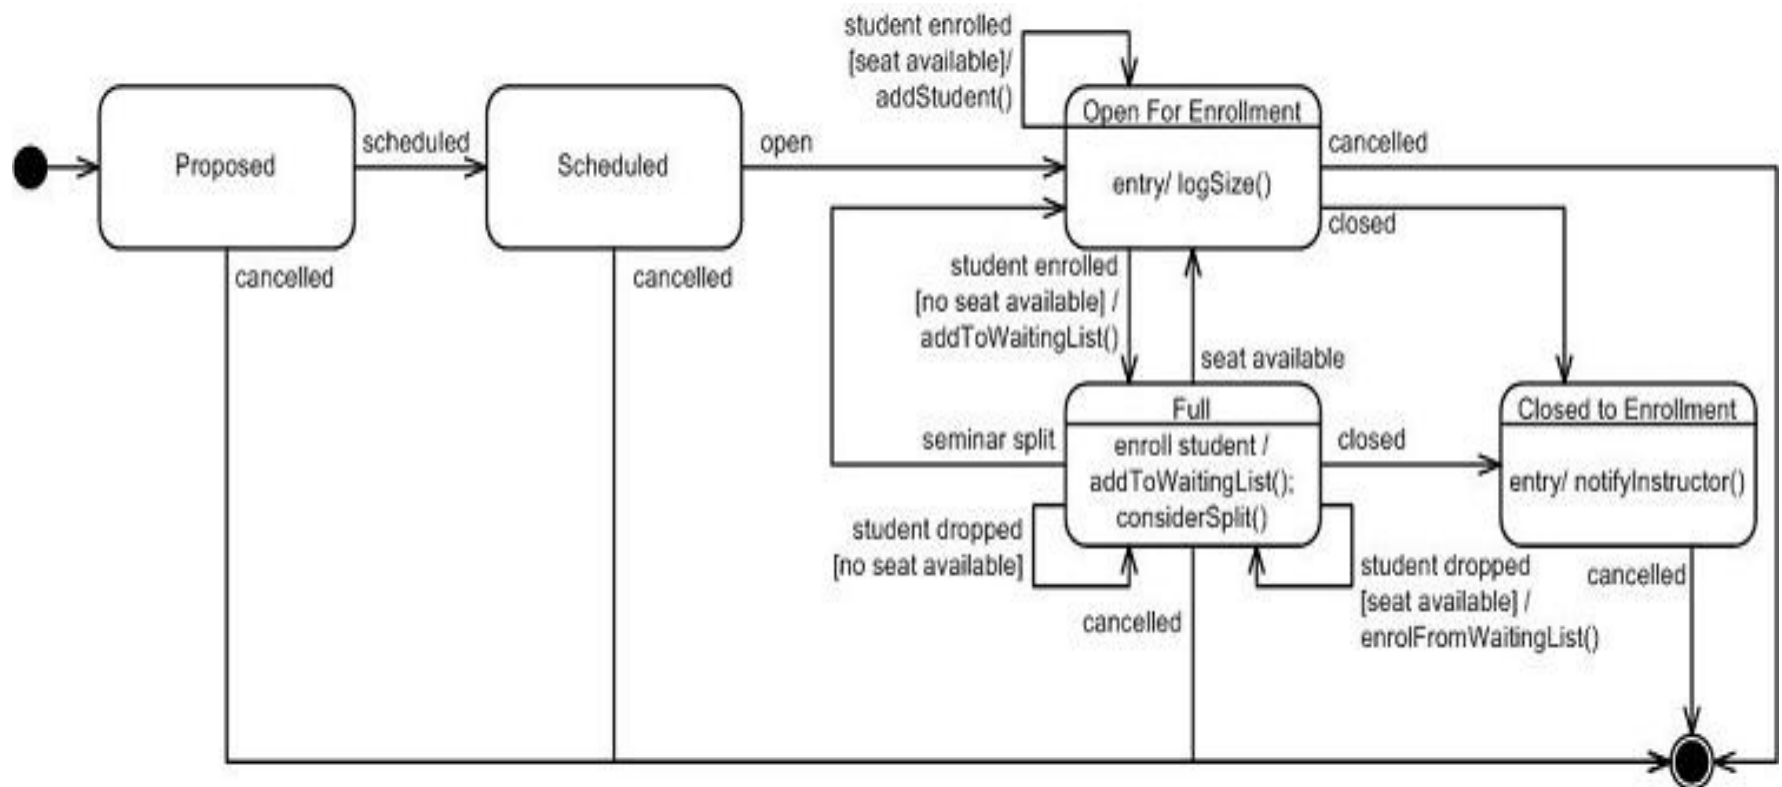 student enrolled
[seat available]/
addStudent()
Open For Enrollment
entry/ logSize()
Proposed
scheduled
Scheduled
open
cancelled
closed
cancelled
cancelled
student enrolled
[no seat available] /
addToWaitingList()
seat available
Full
enroll student /
addToWaitingList();
considerSplit()
seminar split
closed
Closed to Enrollment
entry/ notifyInstructor()
student dropped
[no seat available]
student dropped
[seat available] /
enrolFromWaitingList()
cancelled
cancelled